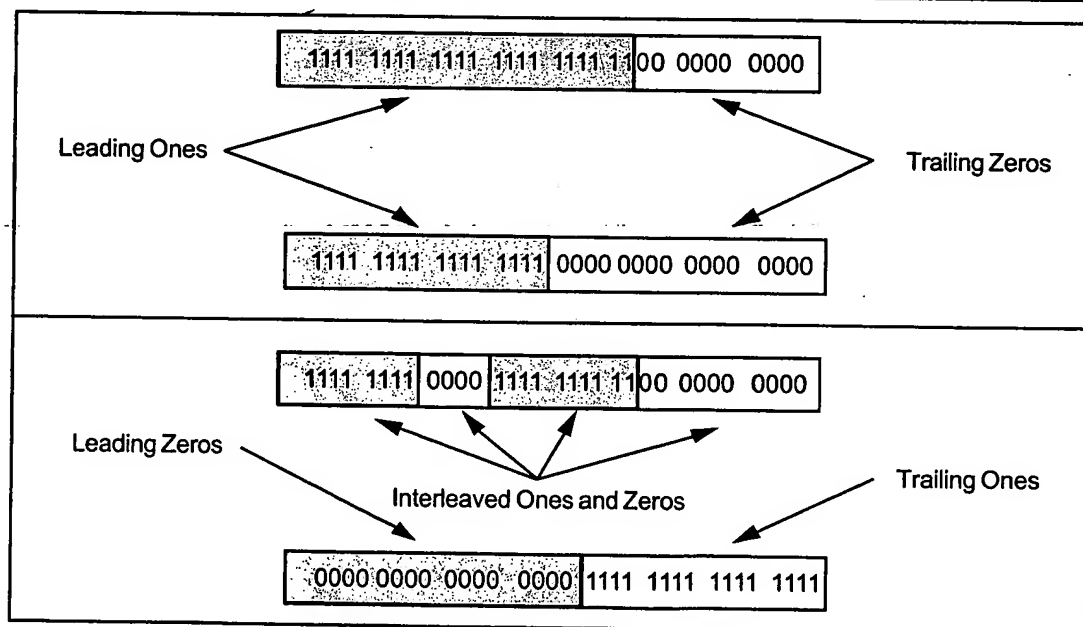 1111 1111 1111 1111 1111 1100 0000 0000
Leading Ones
Trailing Zeros
1111 1111 1111 1111 0000 0000 0000 0000
1111 1111 0000 1111 1111 1100 0000 0000
Leading Zeros
Interleaved Ones and Zeros
Trailing Ones
0000 0000 0000 0000 1111 1111 1111 1111